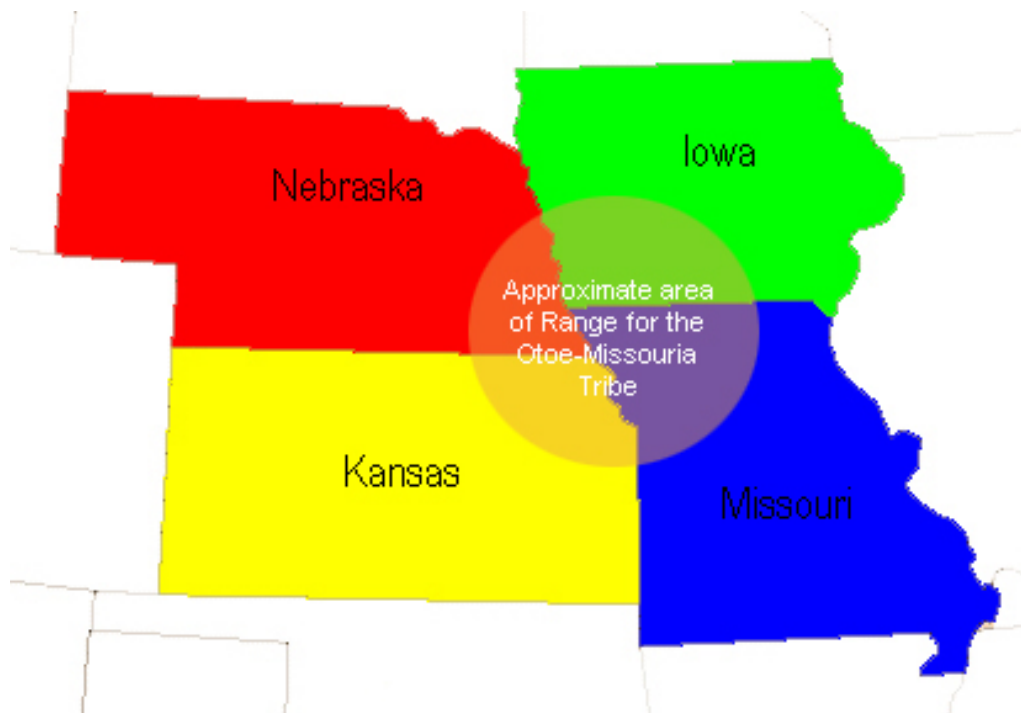 Iowa
Nebraska
Approximate area
of Range for the
Otoe-Missouria
Tribe
Kansas
Missouri